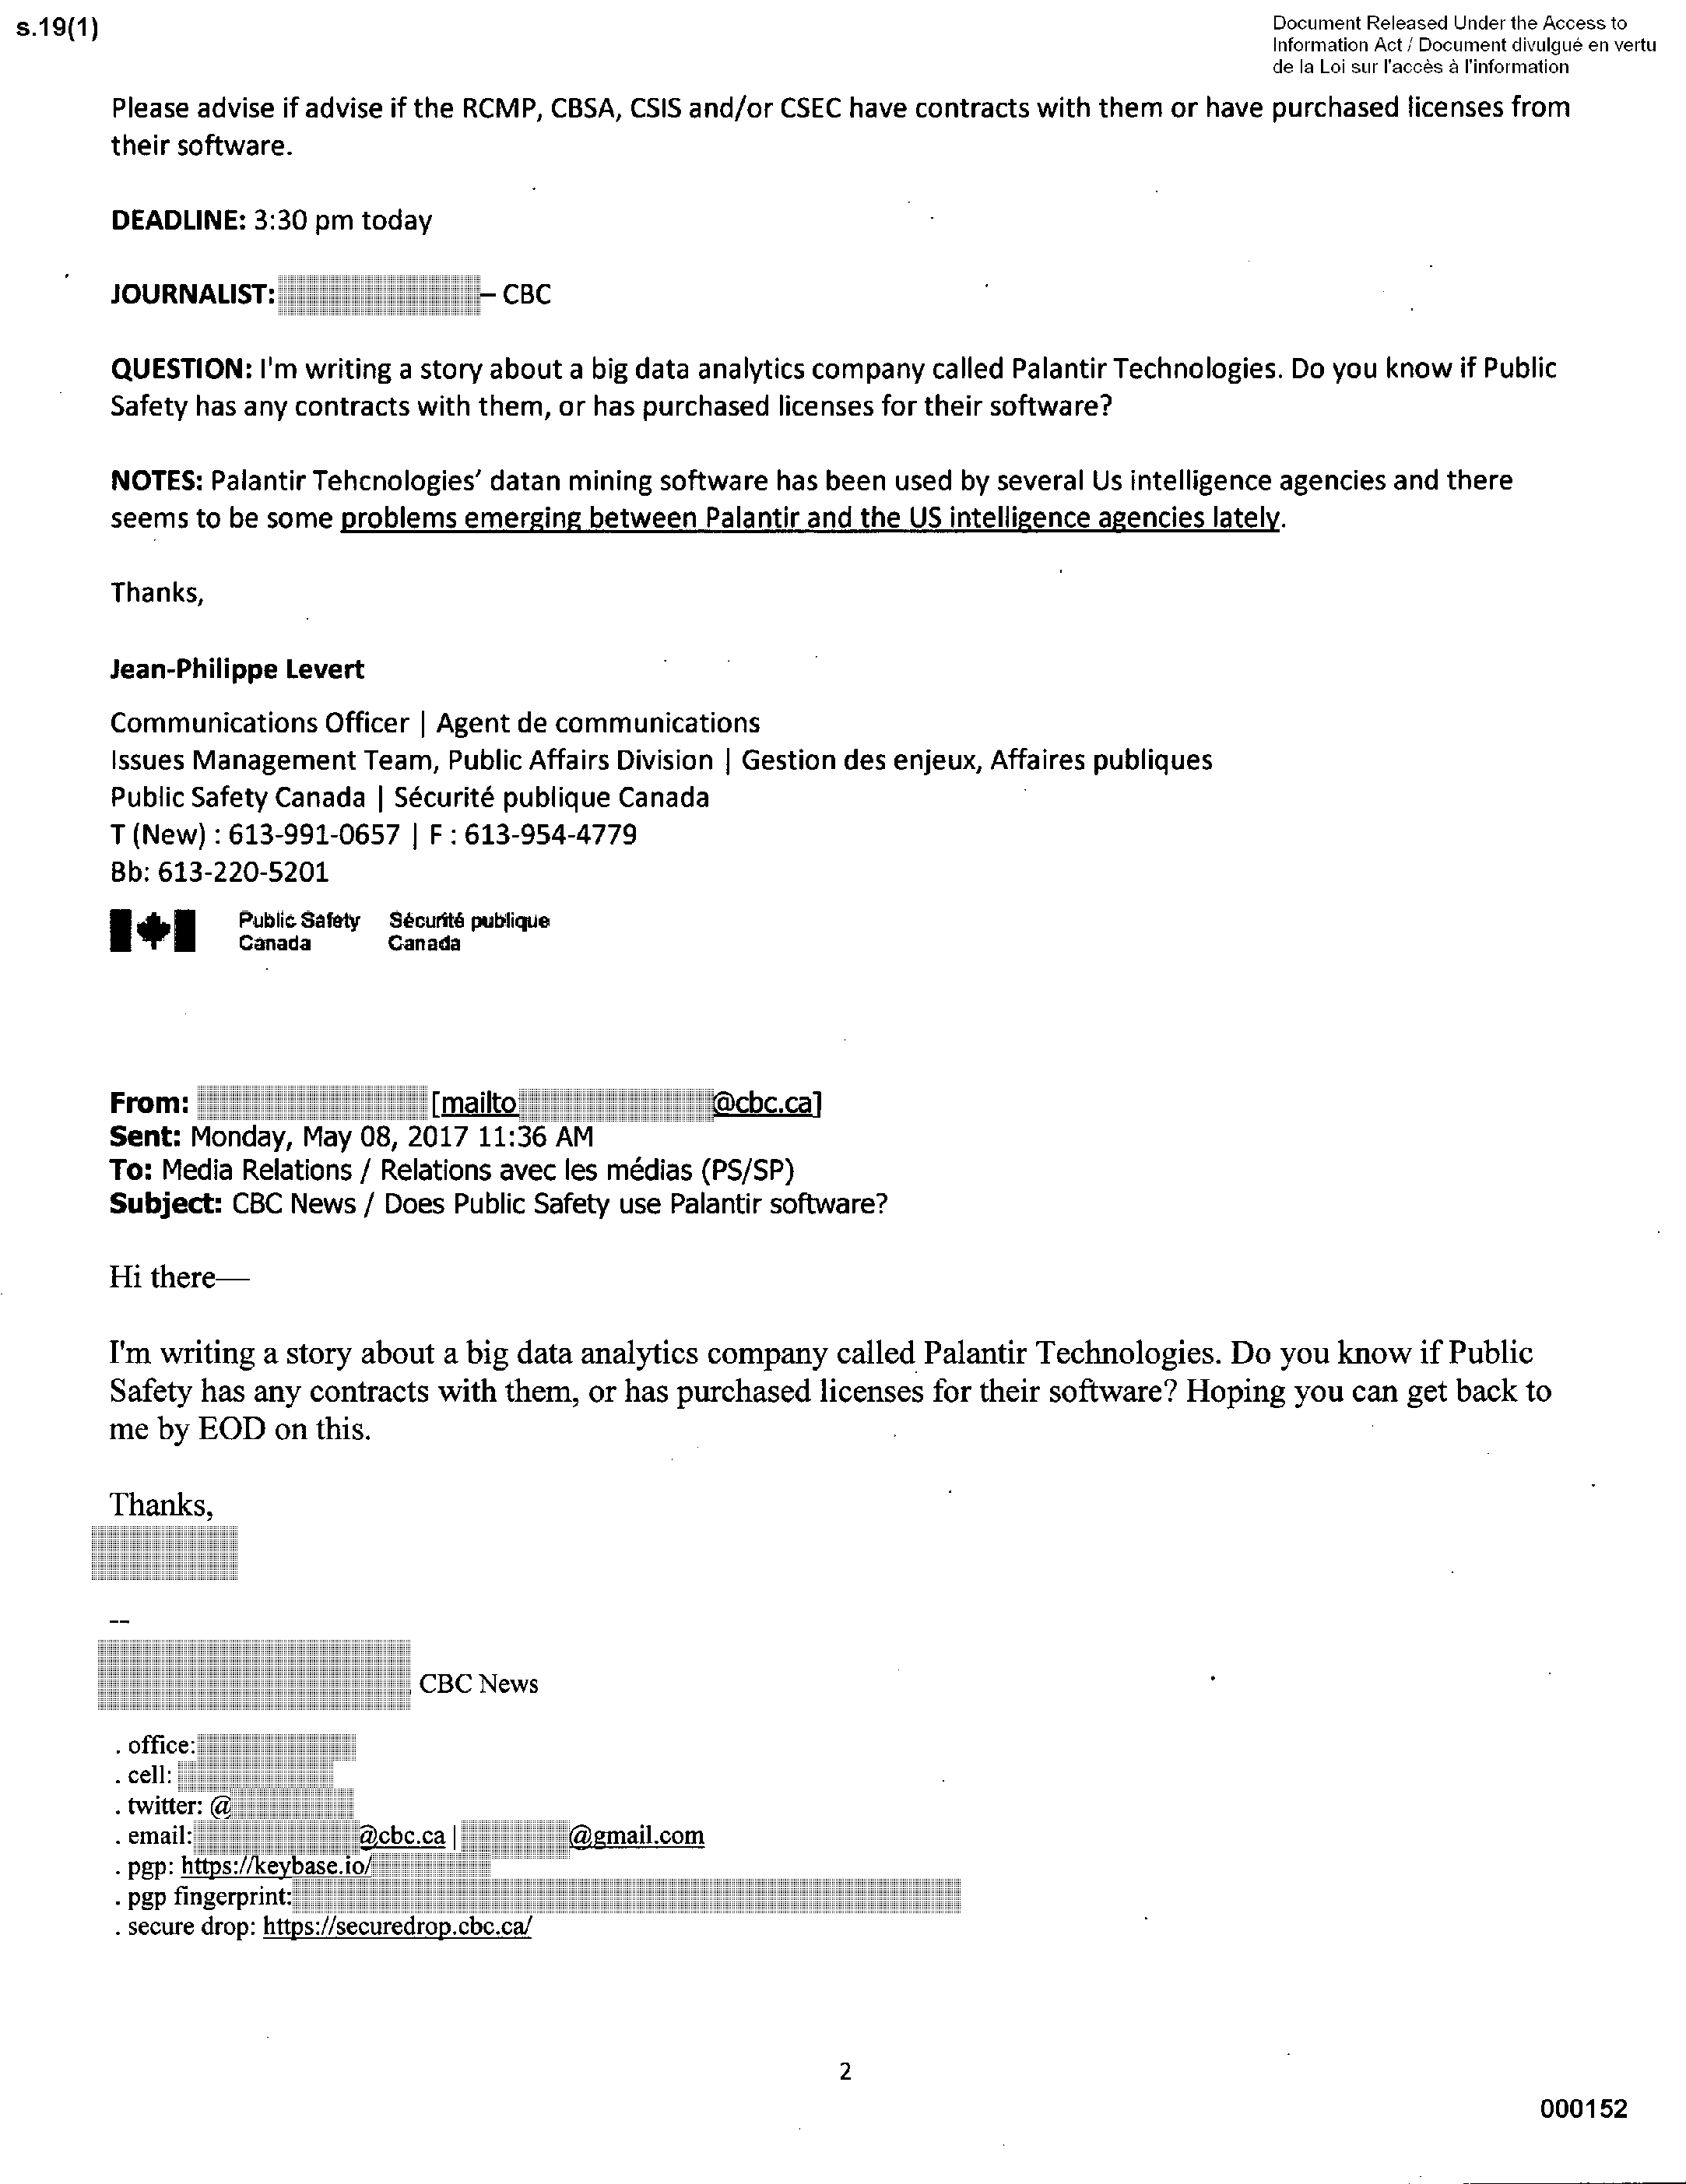 s.19(1)
Document Released Under the Access to
Information Act / Document divulgué en vertu
de la Loi sur l'accès à l'information
Please advise if advise if the RCMP, CBSA, CSIS and/or CSEC have contracts with them or have purchased licenses from
their software.
DEADLINE: 3:30 pm today
JOURNALIST: – CBC
QUESTION: I'm writing a story about a big data analytics company called Palantir Technologies. Do you know if Public
Safety has any contracts with them, or has purchased licenses for their software?
NOTES: Palantir Tehcnologies' datan mining software has been used by several Us intelligence agencies and there
seems to be some problems emerging between Palantir and the US intelligence agencies lately.
Thanks,
Jean-Philippe Levert
Communications Officer | Agent de communications
Issues Management Team, Public Affairs Division | Gestion des enjeux, Affaires publiques
Public Safety Canada | Sécurité publique Canada
T (New) : 613-991-0657 | F : 613-954-4779
Bb: 613-220-5201
Public Safety Sécurité publique
Canada Canada
From: [mailto @cbc.ca]
Sent: Monday, May 08, 2017 11:36 AM
To: Media Relations / Relations avec les médias (PS/SP)
Subject: CBC News / Does Public Safety use Palantir software?
Hi there—
I'm writing a story about a big data analytics company called Palantir Technologies. Do you know if Public
Safety has any contracts with them, or has purchased licenses for their software? Hoping you can get back to
me by EOD on this.
Thanks,
--
CBC News
. office:
. cell:
. twitter: @
. email: @cbc.ca | @gmail.com
. pgp: https://keybase.io/
. pgp fingerprint:
. secure drop: https://securedrop.cbc.ca/
2
000152